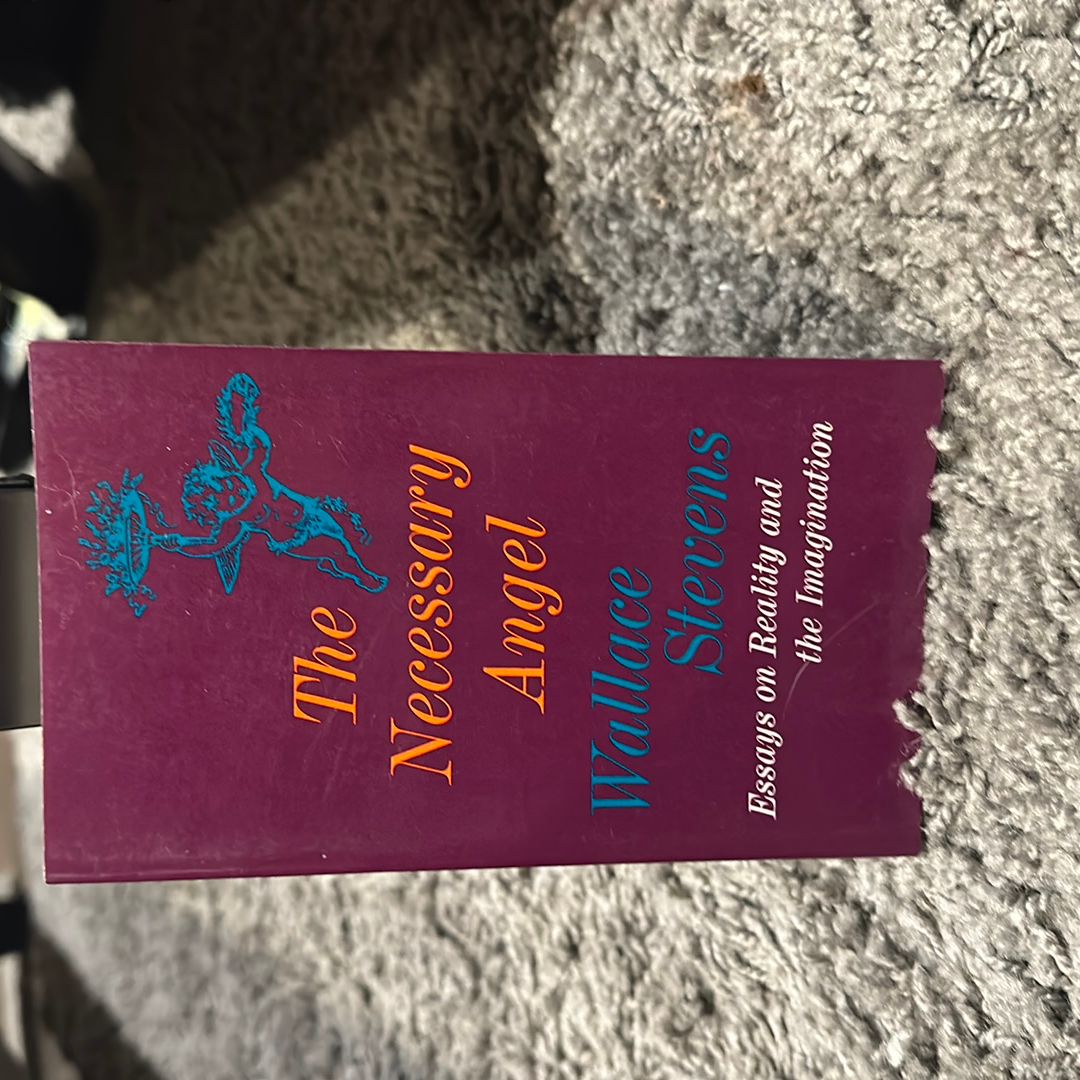 The
Necessary
Angel
Wallace
Stevens
Essays on Reality and
the Imagination